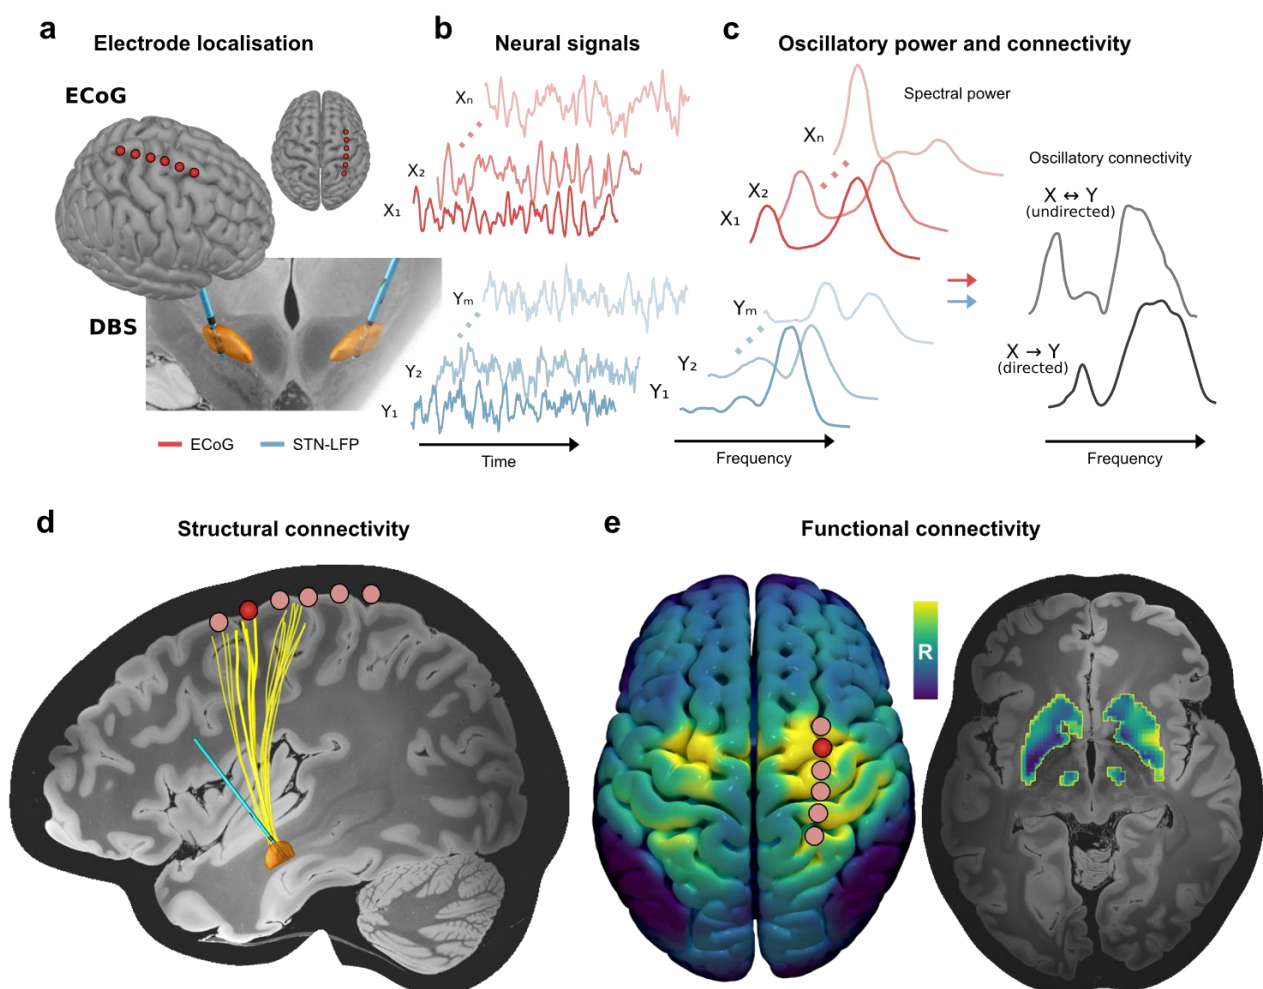 a
Electrode localisation
ECoG
DBS
ECoG
STN-LFP
b
Neural signals
Xₙ
X₂
X₁
Yₘ
Y₂
Y₁
Time
c
Oscillatory power and connectivity
Spectral power
Xₙ
X₂
X₁
Yₘ
Y₂
Y₁
Frequency
Oscillatory connectivity
X ↔ Y
(undirected)
X → Y
(directed)
Frequency
d
Structural connectivity
e
Functional connectivity
R